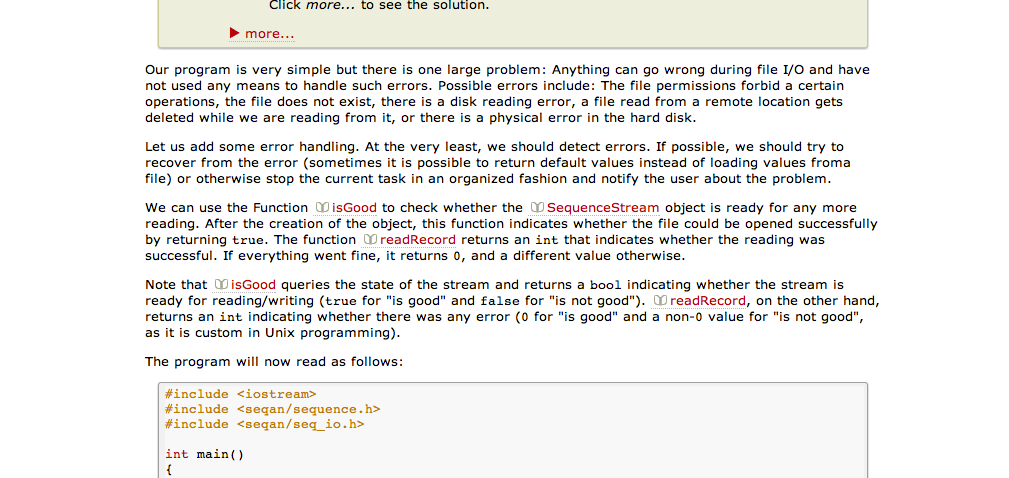 Click more... to see the solution.
▶ more...
Our program is very simple but there is one large problem: Anything can go wrong during file I/O and have
not used any means to handle such errors. Possible errors include: The file permissions forbid a certain
operations, the file does not exist, there is a disk reading error, a file read from a remote location gets
deleted while we are reading from it, or there is a physical error in the hard disk.
Let us add some error handling. At the very least, we should detect errors. If possible, we should try to
recover from the error (sometimes it is possible to return default values instead of loading values froma
file) or otherwise stop the current task in an organized fashion and notify the user about the problem.
We can use the Function isGood to check whether the SequenceStream object is ready for any more
reading. After the creation of the object, this function indicates whether the file could be opened successfully
by returning true. The function readRecord returns an int that indicates whether the reading was
successful. If everything went fine, it returns 0, and a different value otherwise.
Note that isGood queries the state of the stream and returns a bool indicating whether the stream is
ready for reading/writing (true for "is good" and false for "is not good"). readRecord, on the other hand,
returns an int indicating whether there was any error (0 for "is good" and a non-0 value for "is not good",
as it is custom in Unix programming).
The program will now read as follows:
#include <iostream>
#include <seqan/sequence.h>
#include <seqan/seq_io.h>
int main()
{